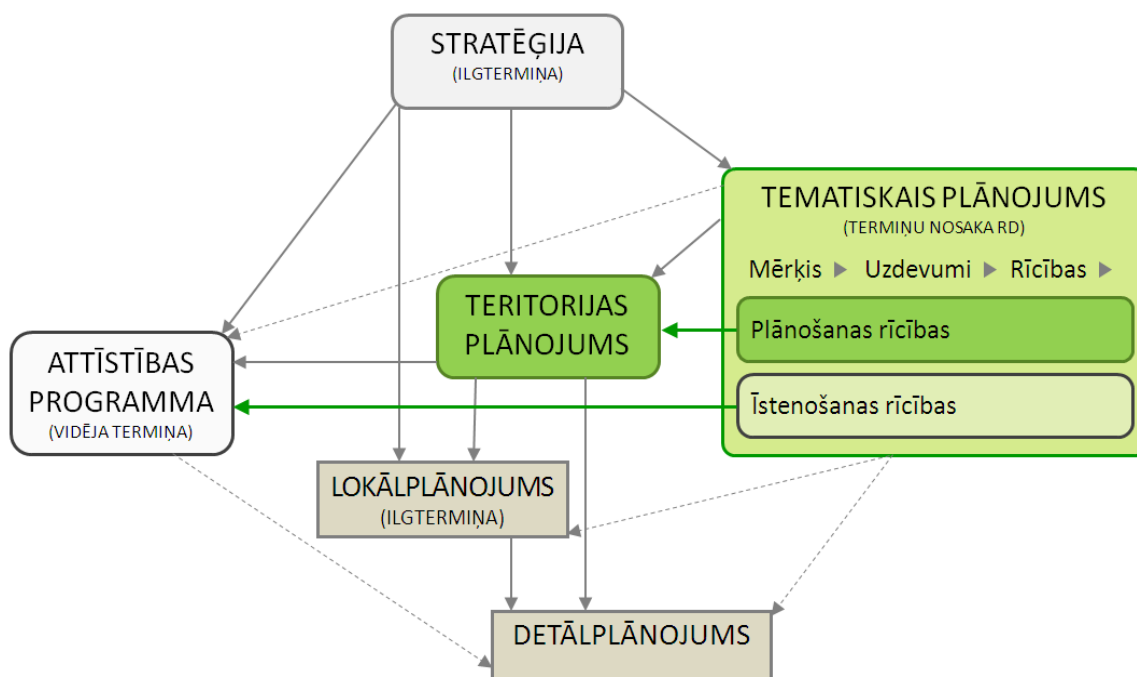 STRATĒĢIJA
(ILGTERMIŅA)
TEMATISKAIS PLĀNOJUMS
(TERMIŅU NOSAKA RD)
Mērķis ▶ Uzdevumi ▶ Rīcības ▶
Plānošanas rīcības
Īstenošanas rīcības
TERITORIJAS
PLĀNOJUMS
ATTĪSTĪBAS
PROGRAMMA
(VIDĒJA TERMIŅA)
LOKĀLPLĀNOJUMS
(ILGTERMIŅA)
DETĀLPLĀNOJUMS